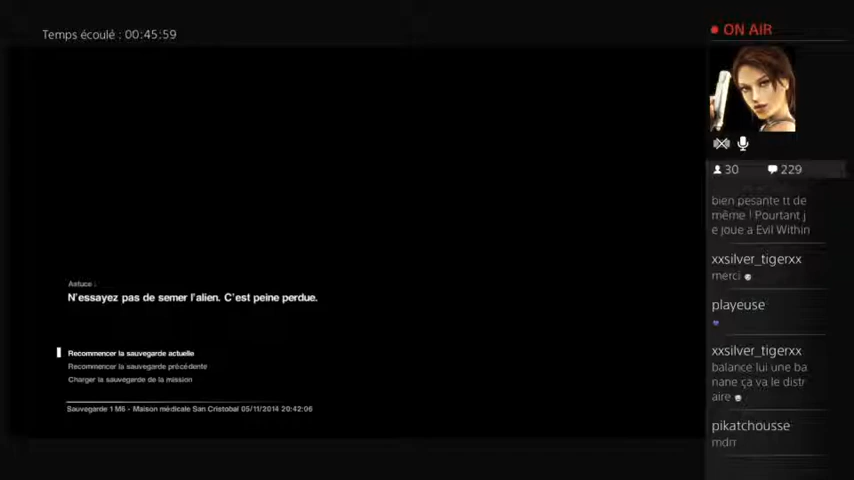 Temps écoulé : 00:45:59
ON AIR
30 229
bien pesante tt de
même ! Pourtant j
e joue a Evil Within
xxsilver_tigerxx
merci
playeuse
xxsilver_tigerxx
balance lui une ba
nane ça va le distr
aire
pikatchousse
mdrr
Astuce :
N'essayez pas de semer l'alien. C'est peine perdue.
Recommencer la sauvegarde actuelle
Recommencer la sauvegarde précédente
Charger la sauvegarde de la mission
Sauvegarde 1 M6 - Maison médicale San Cristobal 05/11/2014 20:42:06